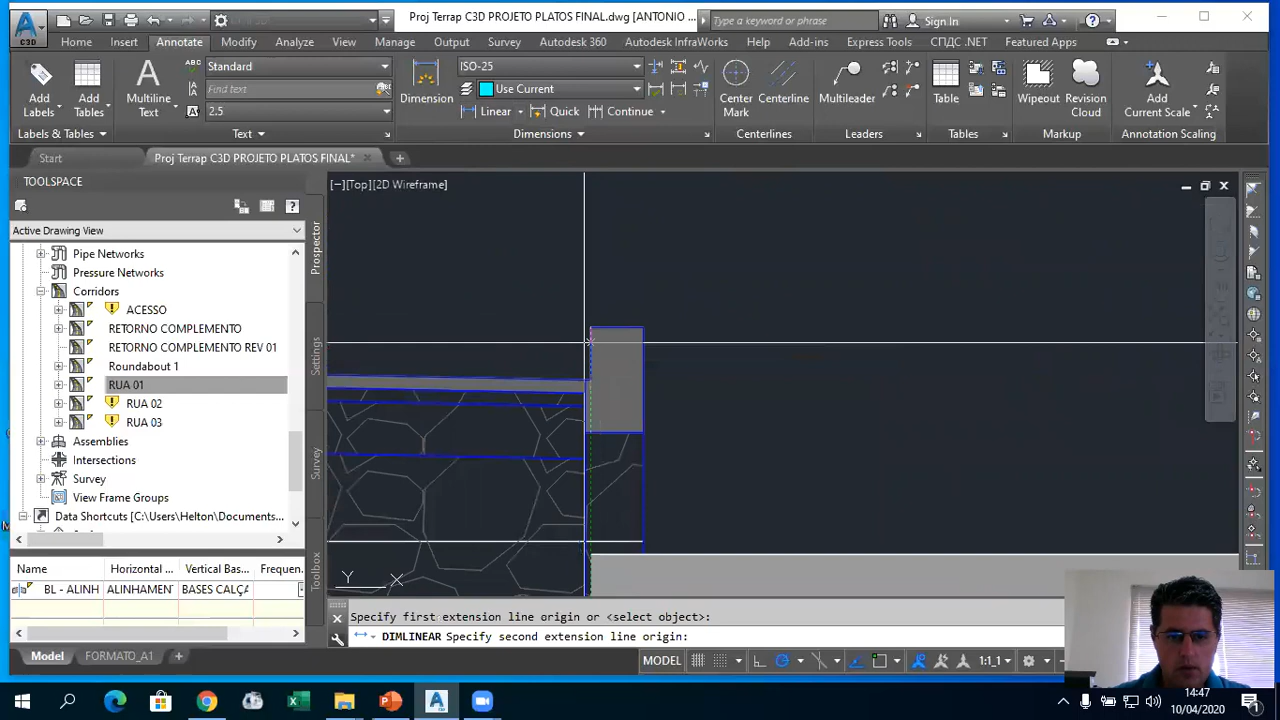 Proj Terrap C3D PROJETO PLATOS FINAL.dwg [ANTONIO ...
Type a keyword or phrase
Sign In
C3D
Home Insert Annotate Modify Analyze View Manage Output Survey Autodesk 360 Autodesk InfraWorks Help Add-ins Express Tools СПДС .NET Featured Apps
Add Labels
Add Tables
Labels & Tables
Multiline Text
ABC
Standard
Find text
2.5
Text
Dimension
ISO-25
Use Current
Linear
Quick
Continue
Dimensions
Center Mark
Centerline
Centerlines
Multileader
Leaders
Table
Tables
Wipeout
Revision Cloud
Markup
Add Current Scale
Annotation Scaling
Start
Proj Terrap C3D PROJETO PLATOS FINAL*
TOOLSPACE
[−][Top][2D Wireframe]
Active Drawing View
Pipe Networks
Pressure Networks
Corridors
ACESSO
RETORNO COMPLEMENTO
RETORNO COMPLEMENTO REV 01
Roundabout 1
RUA 01
RUA 02
RUA 03
Assemblies
Intersections
Survey
View Frame Groups
Data Shortcuts [C:\Users\Helton\Documents...
Prospector
Settings
Survey
Toolbox
Name Horizontal ... Vertical Bas... Frequen...
BL - ALINH ALINHAMENT BASES CALÇA
Y X
Specify first extension line origin or <select object>:
DIMLINEAR Specify second extension line origin:
Model FORMATO_A1
MODEL
1:1_1
14:47
10/04/2020